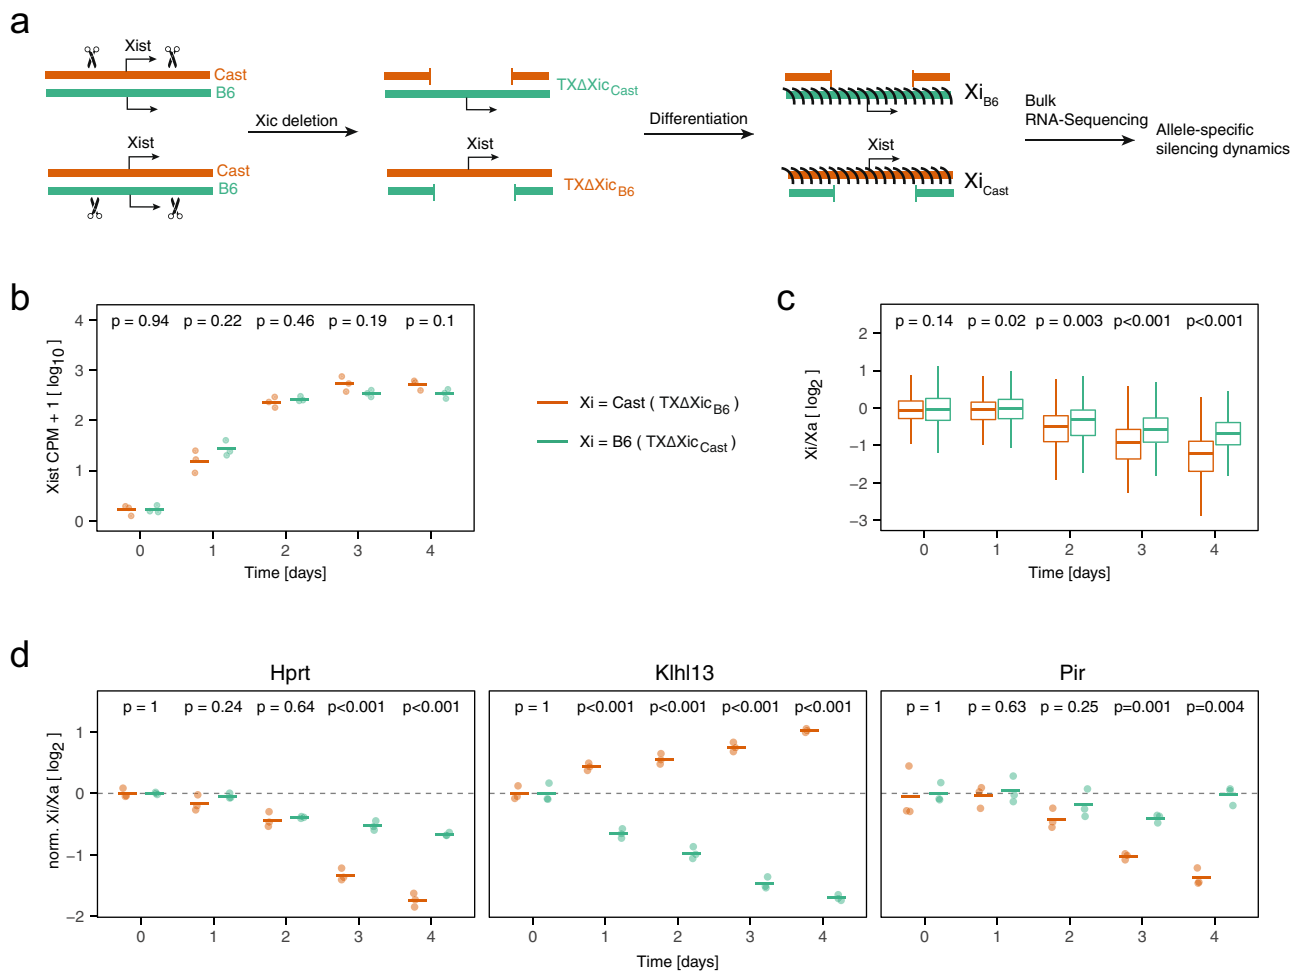 a
Xist
Cast
B6
Xist
Cast
B6
Xic deletion
TXΔXicCast
Xist
TXΔXicB6
Differentiation
XiB6
Xist
XiCast
Bulk
RNA-Sequencing
Allele-specific
silencing dynamics
b
Xist CPM + 1 [ log10 ]
4
3
2
1
0
p = 0.94 p = 0.22 p = 0.46 p = 0.19 p = 0.1
0 1 2 3 4
Time [days]
Xi = Cast ( TXΔXicB6 )
Xi = B6 ( TXΔXicCast )
c
Xi/Xa [ log2 ]
2
1
0
−1
−2
−3
p = 0.14 p = 0.02 p = 0.003 p<0.001 p<0.001
0 1 2 3 4
Time [days]
d
norm. Xi/Xa [ log2 ]
1
0
−1
−2
Hprt
p = 1 p = 0.24 p = 0.64 p<0.001 p<0.001
0 1 2 3 4
Klhl13
p = 1 p<0.001 p<0.001 p<0.001 p<0.001
0 1 2 3 4
Pir
p = 1 p = 0.63 p = 0.25 p=0.001 p=0.004
0 1 2 3 4
Time [days]